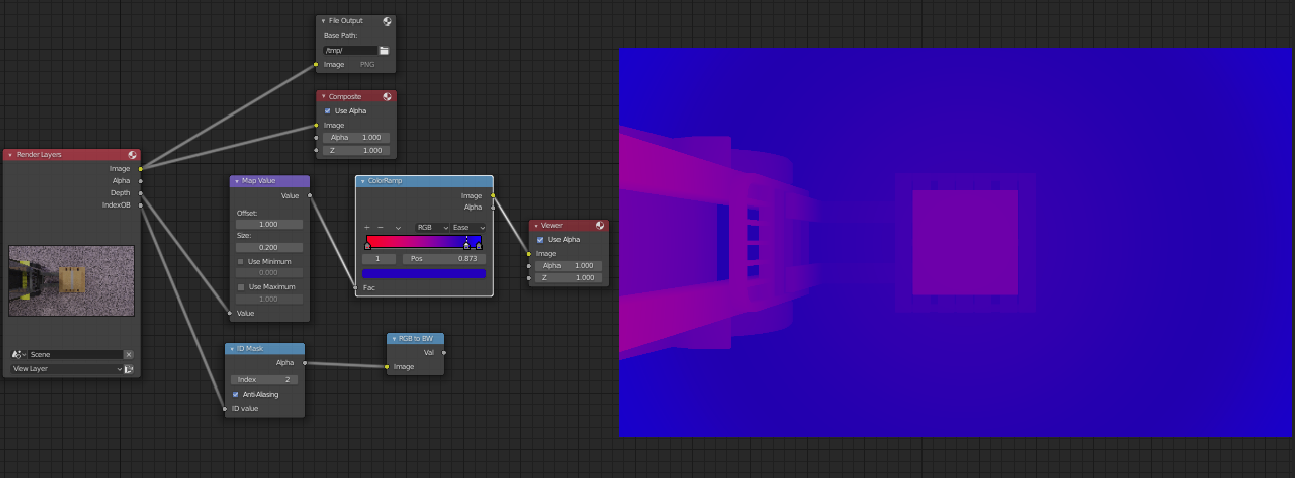 File Output
Base Path:
/tmp/
Image PNG
Composite
Use Alpha
Image
Alpha 1.000
Z 1.000
Render Layers
Image
Alpha
Depth
IndexOB
Scene
View Layer
Map Value
Value
Offset:
1.000
Size:
0.200
Use Minimum
0.000
Use Maximum
1.000
Value
ColorRamp
Image
Alpha
RGB Ease
1 Pos 0.873
Fac
Viewer
Use Alpha
Image
Alpha 1.000
Z 1.000
ID Mask
Alpha
Index 2
Anti-Aliasing
ID value
RGB to BW
Val
Image